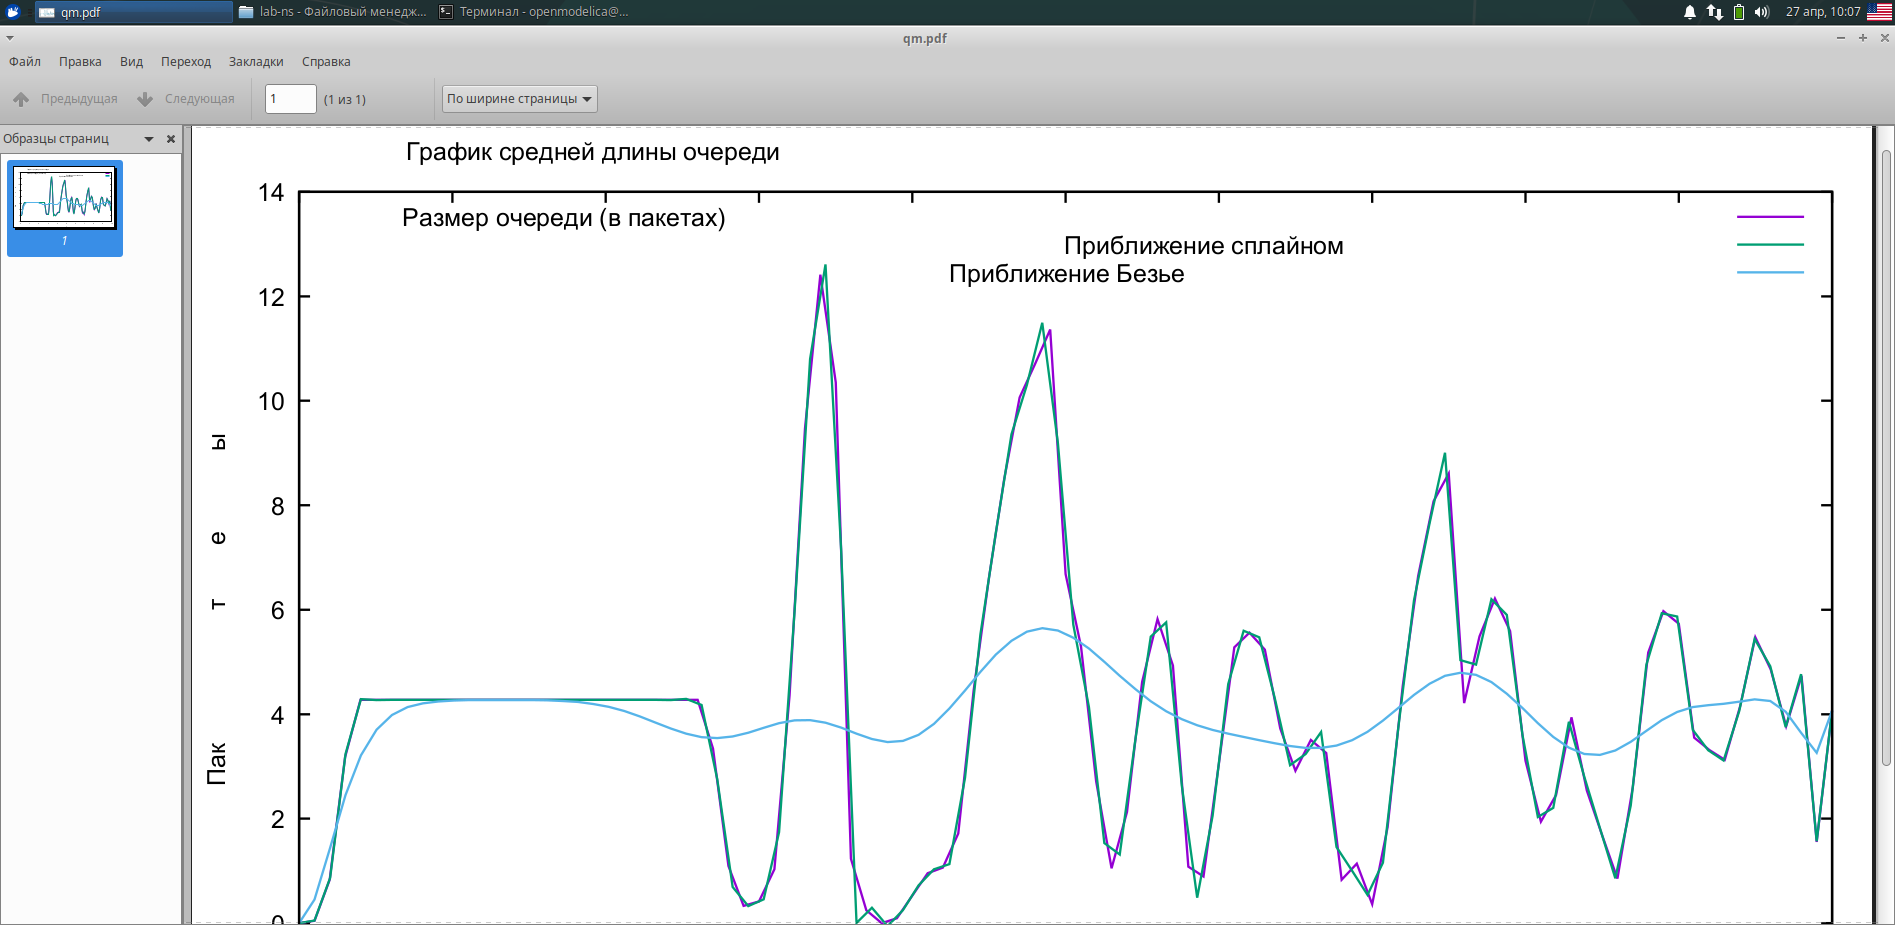 qm.pdf
lab-ns - Файловый менедж...
Терминал - openmodelica@...
27 апр, 10:07
qm.pdf
Файл Правка Вид Переход Закладки Справка
Предыдущая Следующая 1 (1 из 1) По ширине страницы
Образцы страниц
1
График средней длины очереди
14
Размер очереди (в пакетах)
Приближение сплайном
Приближение Безье
12
10
8
6
4
2
0
Пак т е ы